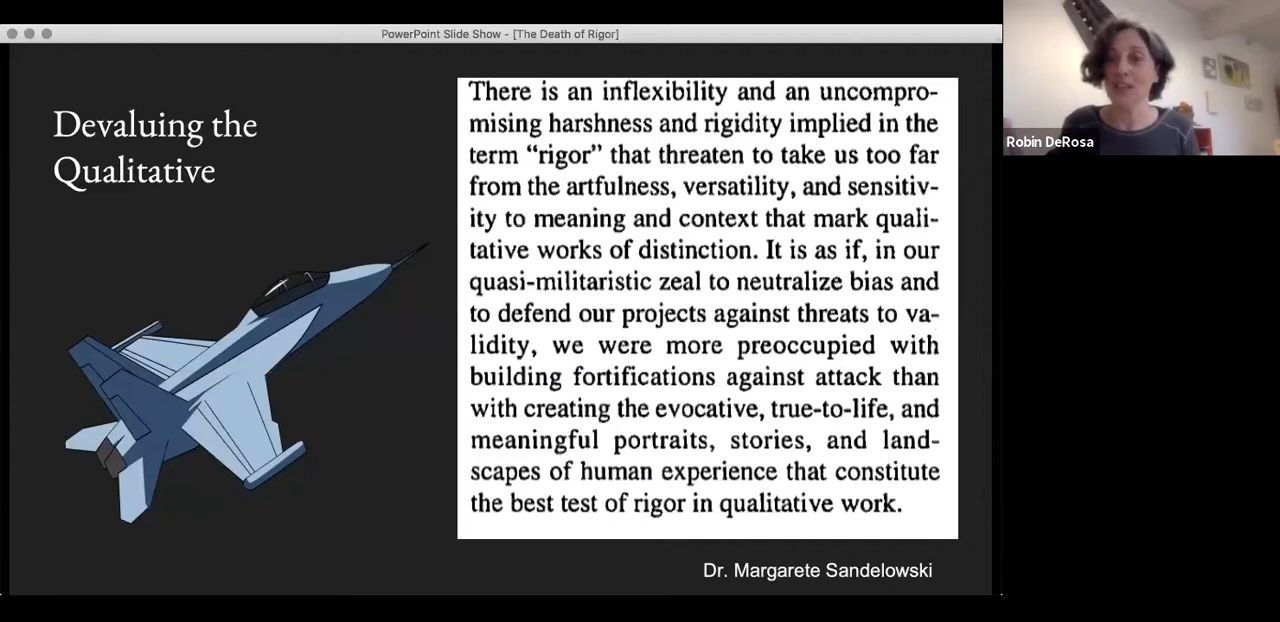 PowerPoint Slide Show - [The Death of Rigor]
Devaluing the
Qualitative
There is an inflexibility and an uncompro-
mising harshness and rigidity implied in the
term “rigor” that threaten to take us too far
from the artfulness, versatility, and sensitiv-
ity to meaning and context that mark quali-
tative works of distinction. It is as if, in our
quasi-militaristic zeal to neutralize bias and
to defend our projects against threats to va-
lidity, we were more preoccupied with
building fortifications against attack than
with creating the evocative, true-to-life, and
meaningful portraits, stories, and land-
scapes of human experience that constitute
the best test of rigor in qualitative work.
Dr. Margarete Sandelowski
Robin DeRosa